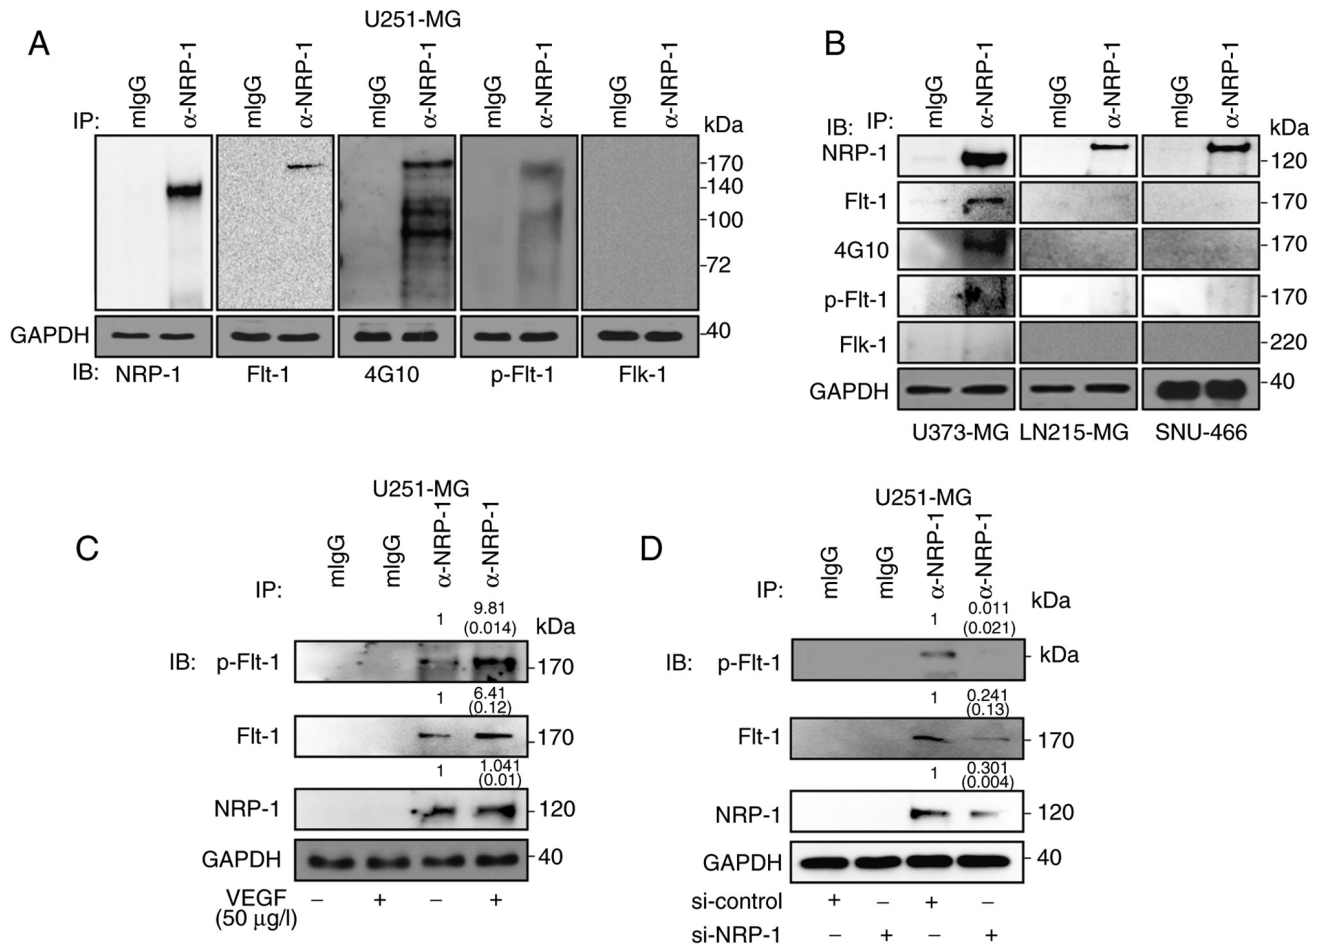 A
U251-MG
IP: mIgG α-NRP-1 mIgG α-NRP-1 mIgG α-NRP-1 mIgG α-NRP-1 mIgG α-NRP-1
kDa
170
140
100
72
GAPDH 40
IB: NRP-1 Flt-1 4G10 p-Flt-1 Flk-1
B
IP: mIgG α-NRP-1 mIgG α-NRP-1 mIgG α-NRP-1
IB: kDa
NRP-1 120
Flt-1 170
4G10 170
p-Flt-1 170
Flk-1 220
GAPDH 40
U373-MG LN215-MG SNU-466
C
U251-MG
IP: mIgG mIgG α-NRP-1 α-NRP-1
1 9.81
(0.014) kDa
IB: p-Flt-1 170
1 6.41
(0.12)
Flt-1 170
1 1.041
(0.01)
NRP-1 120
GAPDH 40
VEGF – + – +
(50 µg/l)
D
U251-MG
IP: mIgG mIgG α-NRP-1 α-NRP-1
kDa
1 0.011
(0.021)
IB: p-Flt-1 kDa
1 0.241
(0.13)
Flt-1 170
1 0.301
(0.004)
NRP-1 120
GAPDH 40
si-control + – + –
si-NRP-1 – + – +